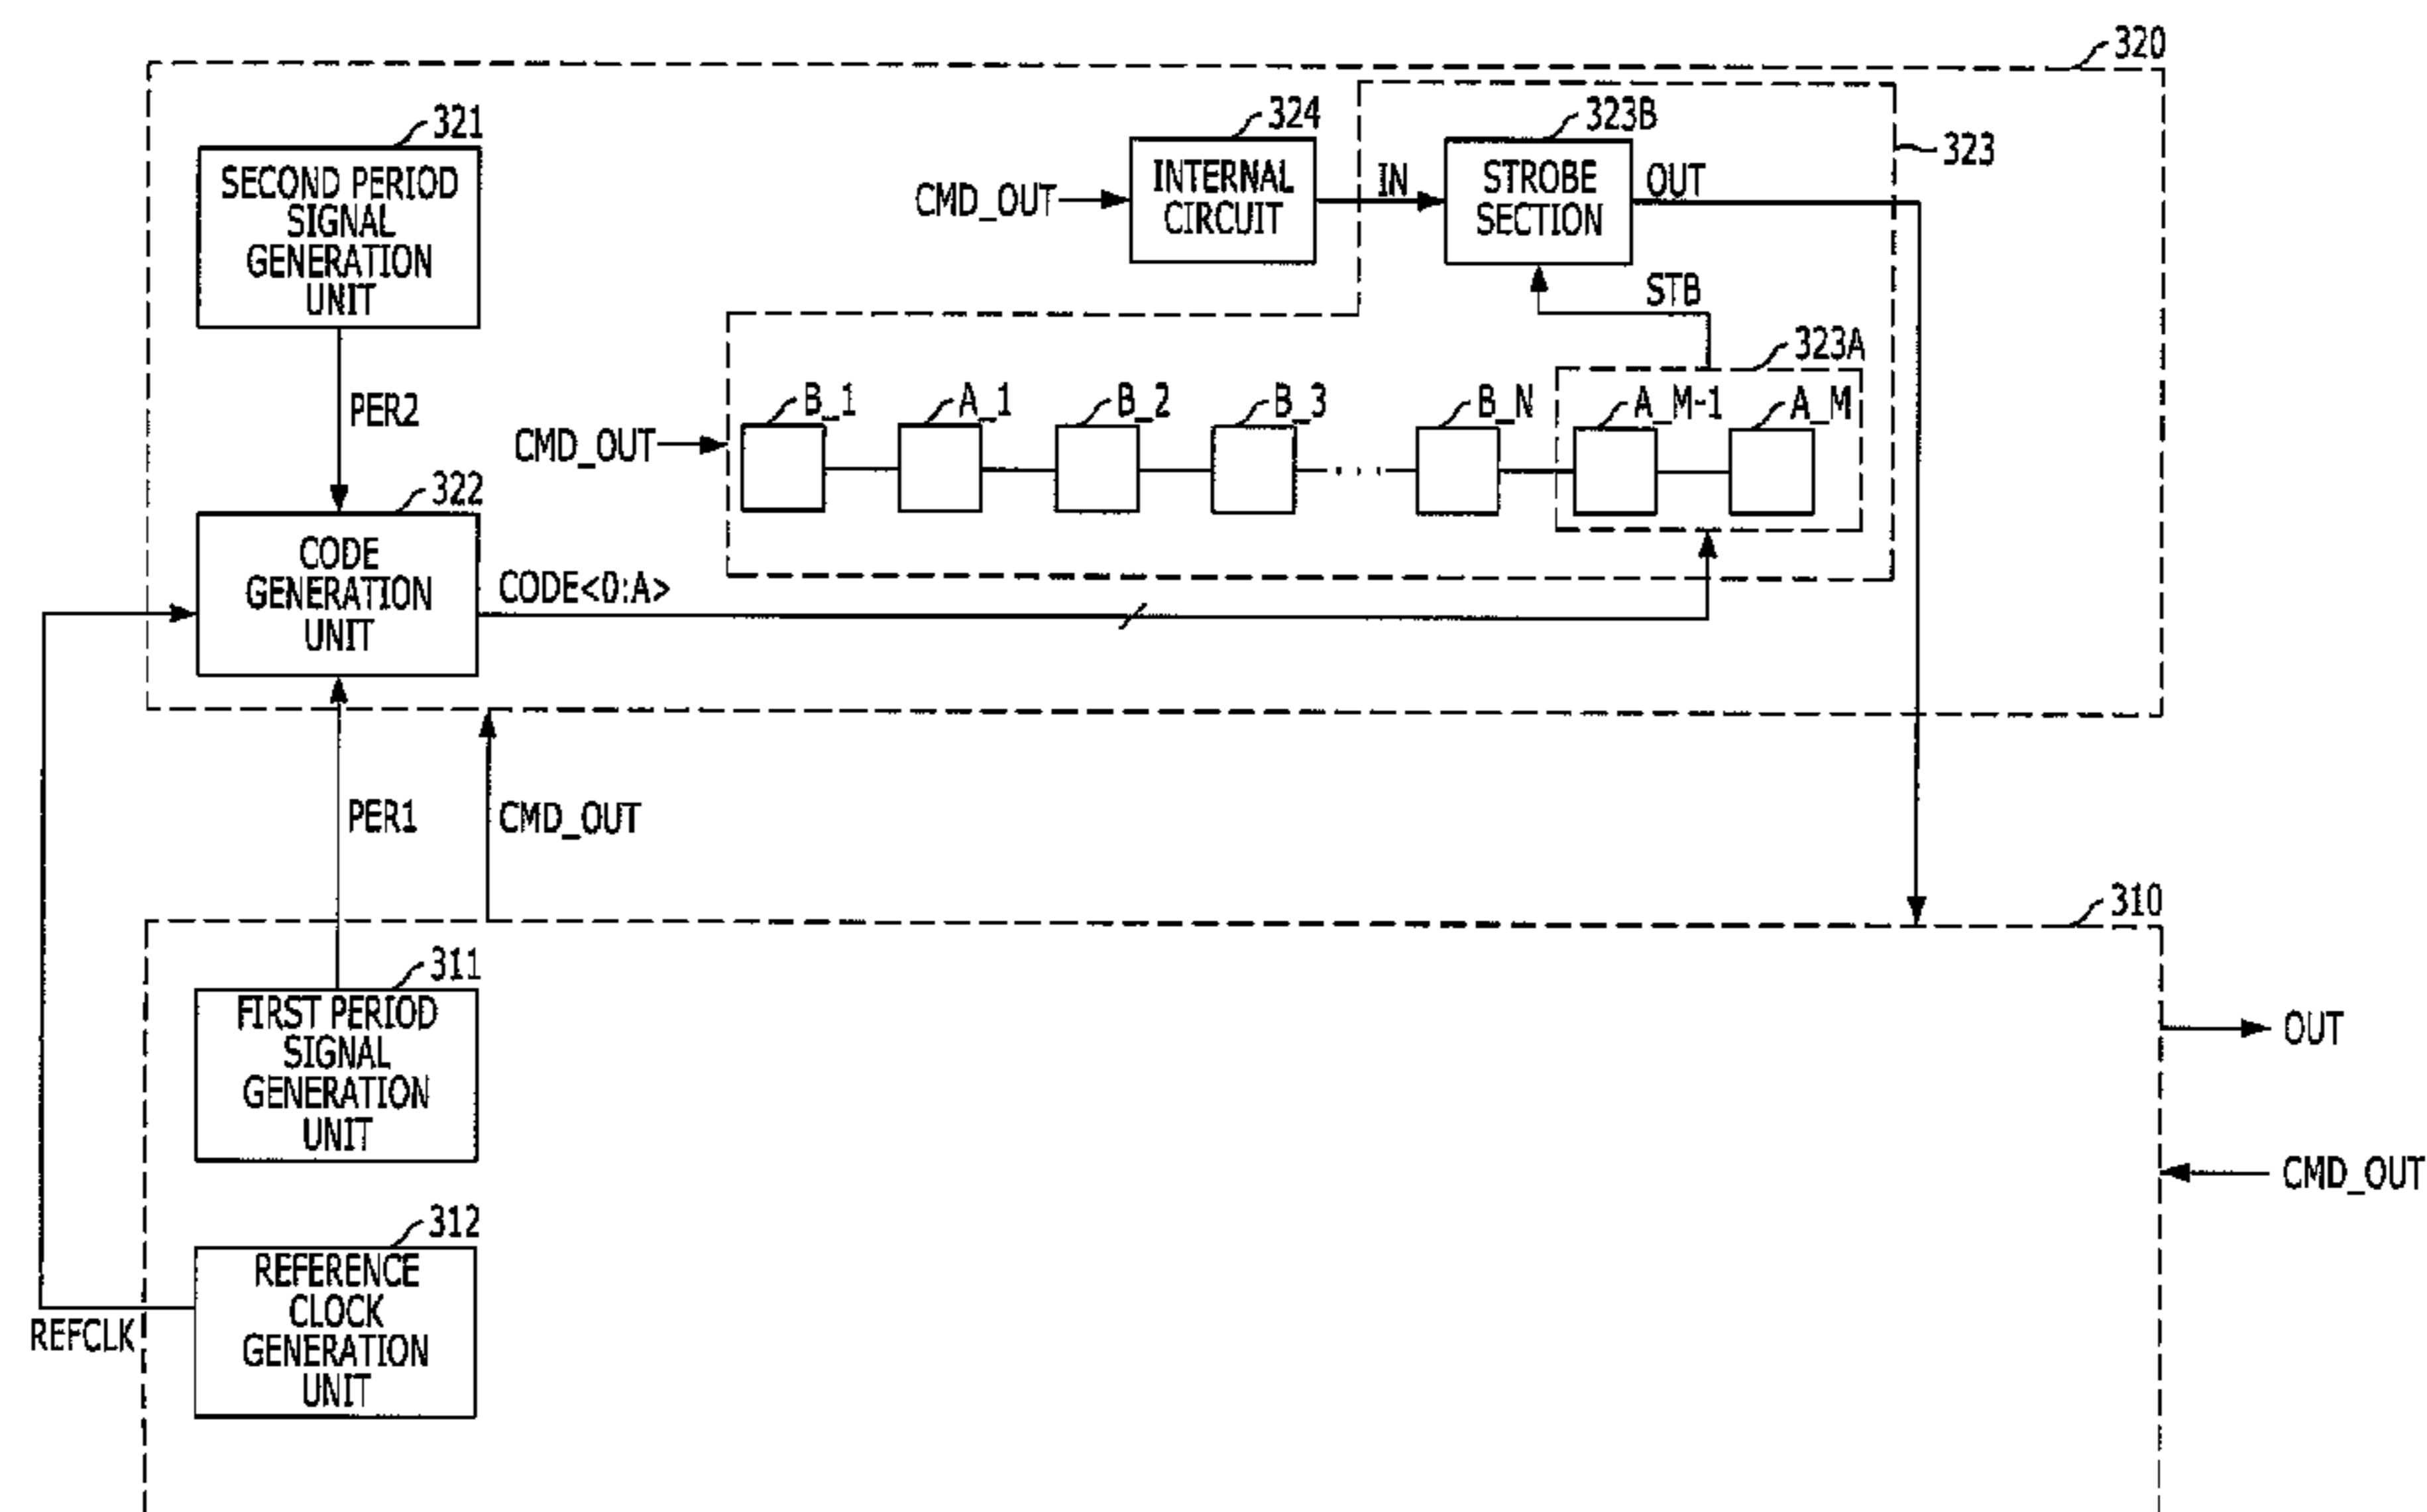 320
321
SECOND PERIOD
SIGNAL
GENERATION
UNIT
324
INTERNAL
CIRCUIT
CMD_OUT
IN
323B
STROBE
SECTION
OUT
323
STB
323A
PER2
CMD_OUT
B_1
A_1
B_2
B_3
B_N
A_M-1
A_M
322
CODE
GENERATION
UNIT
CODE<0:A>
PER1
CMD_OUT
310
311
FIRST PERIOD
SIGNAL
GENERATION
UNIT
OUT
CMD_OUT
312
REFERENCE
CLOCK
GENERATION
UNIT
REFCLK